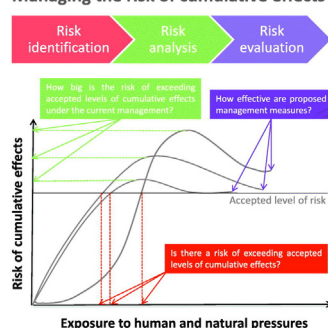 Managing the risk of cumulative effects
Risk
identification
Risk
analysis
Risk
evaluation
How big is the risk of exceeding
accepted levels of cumulative effects
under the current management?
How effective are proposed
management measures?
Accepted level of risk
Is there a risk of exceeding accepted
levels of cumulative effects?
Risk of cumulative effects
Exposure to human and natural pressures